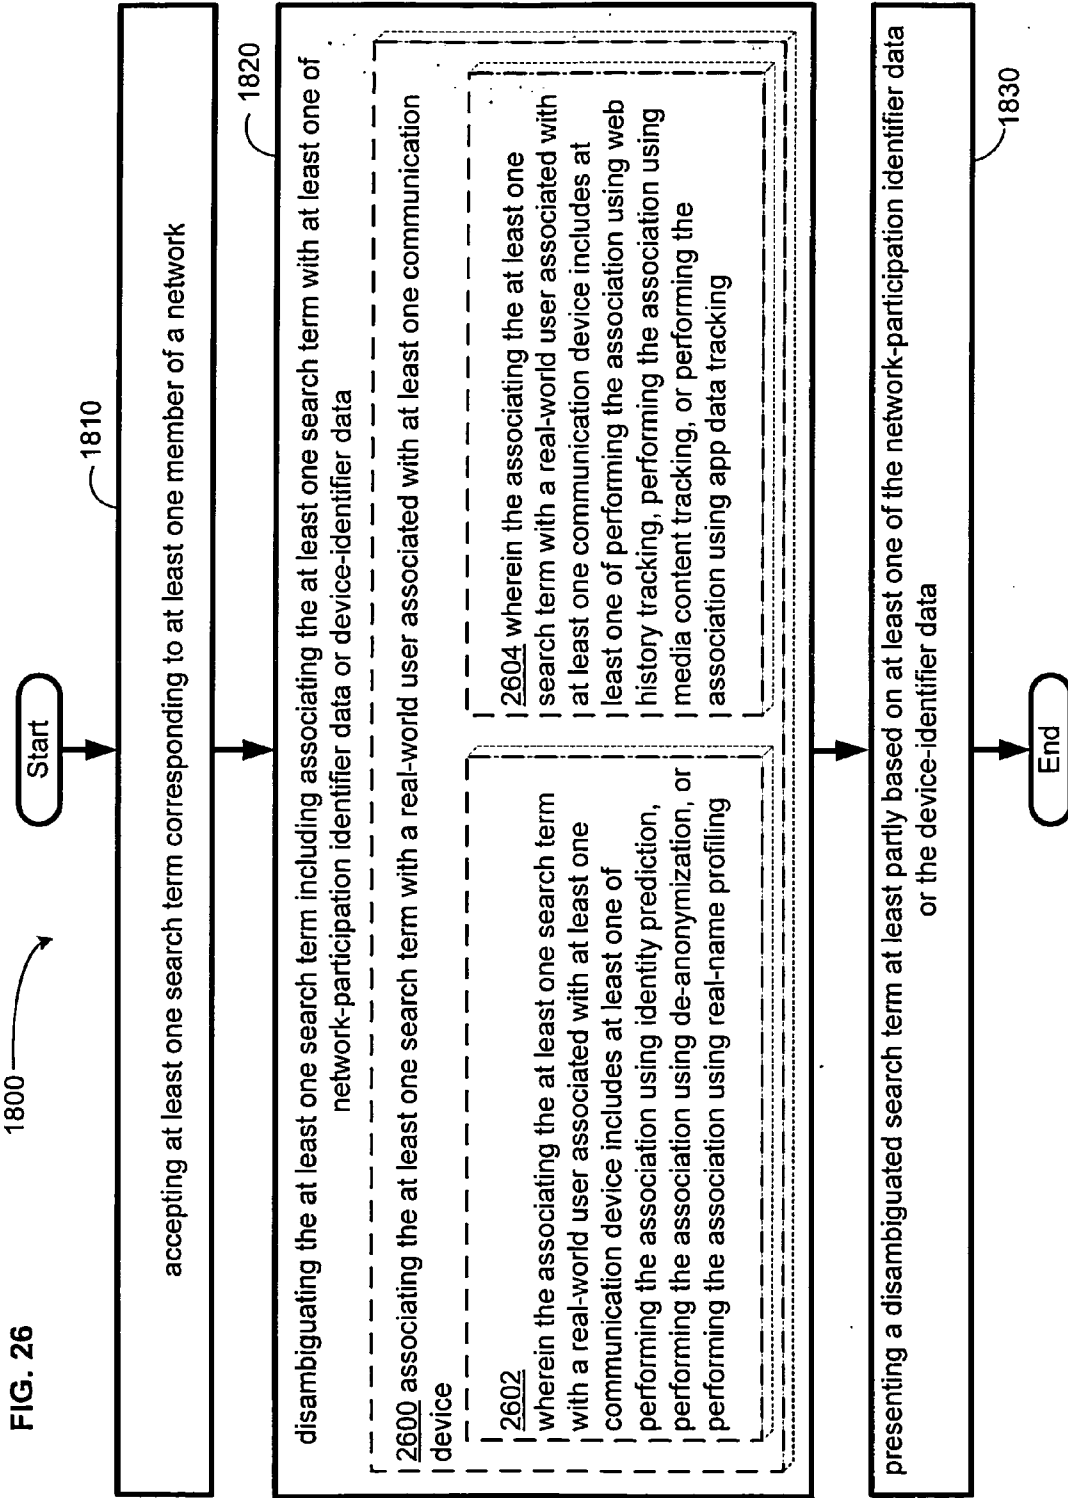 FIG. 26
1800
Start
1810
accepting at least one search term corresponding to at least one member of a network
1820
disambiguating the at least one search term including associating the at least one search term with at least one of
network-participation identifier data or device-identifier data
2600 associating the at least one search term with a real-world user associated with at least one communication
device
2602
wherein the associating the at least one search term
with a real-world user associated with at least one
communication device includes at least one of
performing the association using identity prediction,
performing the association using de-anonymization, or
performing the association using real-name profiling
2604 wherein the associating the at least one
search term with a real-world user associated with
at least one communication device includes at
least one of performing the association using web
history tracking, performing the association using
media content tracking, or performing the
association using app data tracking
1830
presenting a disambiguated search term at least partly based on at least one of the network-participation identifier data
or the device-identifier data
End